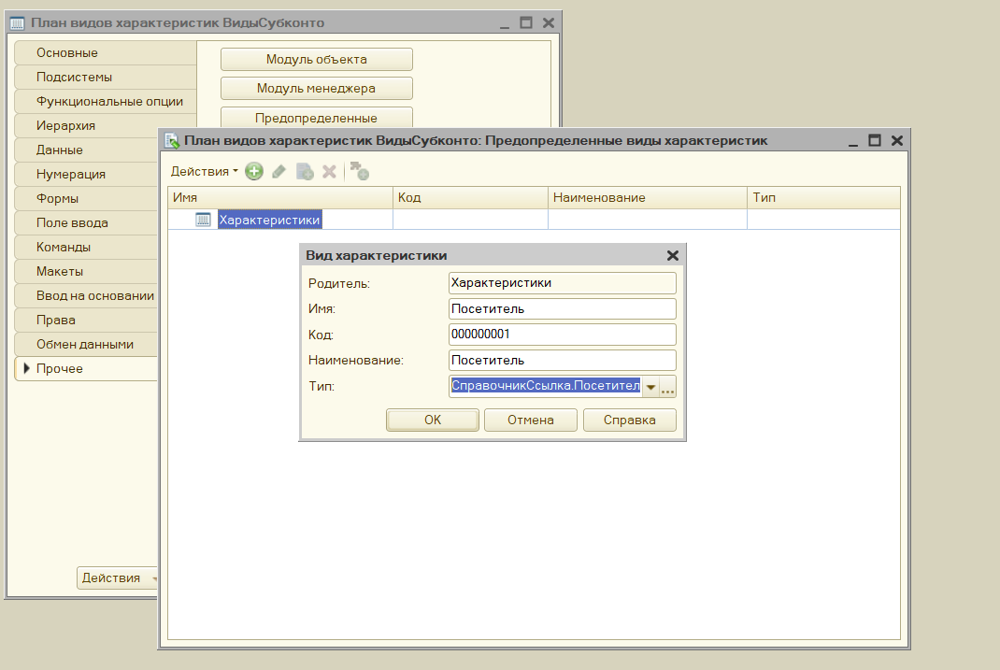 План видов характеристик ВидыСубконто
Основные
Подсистемы
Функциональные опции
Иерархия
Данные
Нумерация
Формы
Поле ввода
Команды
Макеты
Ввод на основании
Права
Обмен данными
Прочее
Модуль объекта
Модуль менеджера
Предопределенные
Действия
План видов характеристик ВидыСубконто: Предопределенные виды характеристик
Действия
Имя Код Наименование Тип
Характеристики
Вид характеристики
Родитель: Характеристики
Имя: Посетитель
Код: 000000001
Наименование: Посетитель
Тип: СправочникСсылка.Посетител
ОК Отмена Справка